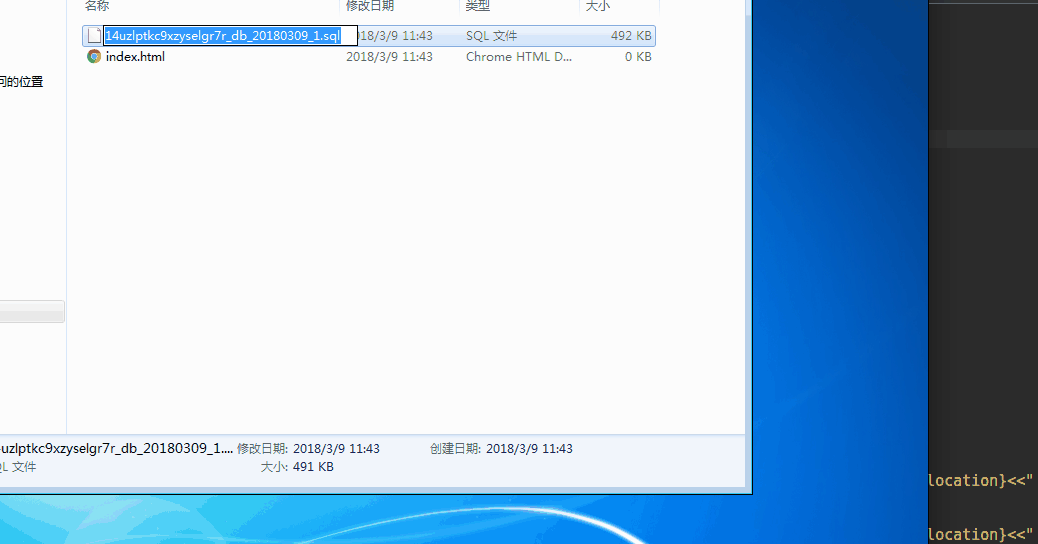 名称 修改日期 类型 大小
14uzlptkc9xzyselgr7r_db_20180309_1.sql 018/3/9 11:43 SQL 文件 492 KB
index.html 2018/3/9 11:43 Chrome HTML D... 0 KB
问的位置
uzlptkc9xzyselgr7r_db_20180309_1.... 修改日期: 2018/3/9 11:43 创建日期: 2018/3/9 11:43
QL 文件 大小: 491 KB
location}<<"
location}<<"